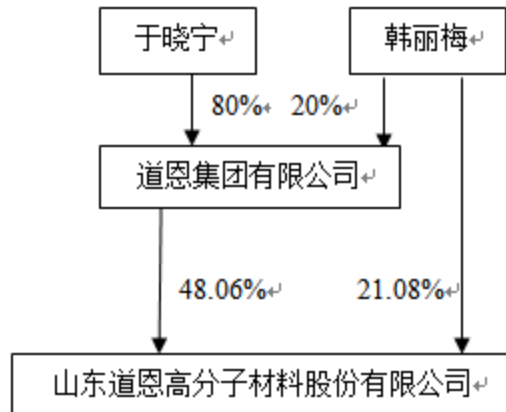 于晓宁
韩丽梅
80%
20%
道恩集团有限公司
48.06%
21.08%
山东道恩高分子材料股份有限公司